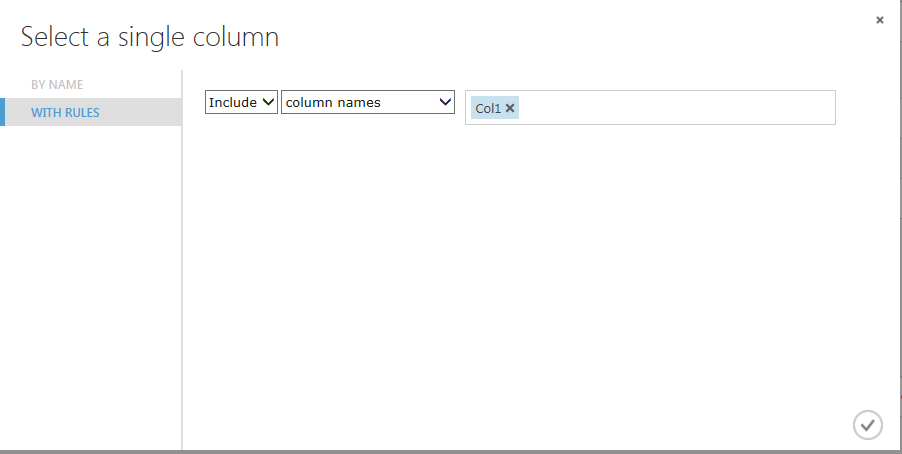 Select a single column
BY NAME
WITH RULES
Include column names Col1